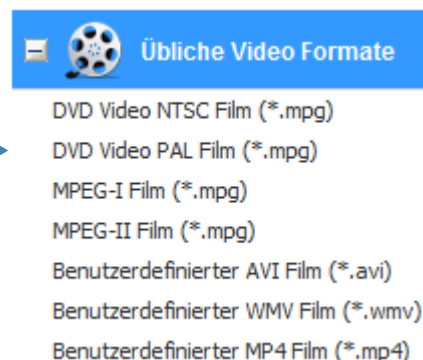 Übliche Video Formate
DVD Video NTSC Film (*.mpg)
DVD Video PAL Film (*.mpg)
MPEG-I Film (*.mpg)
MPEG-II Film (*.mpg)
Benutzerdefinierter AVI Film (*.avi)
Benutzerdefinierter WMV Film (*.wmv)
Benutzerdefinierter MP4 Film (*.mp4)